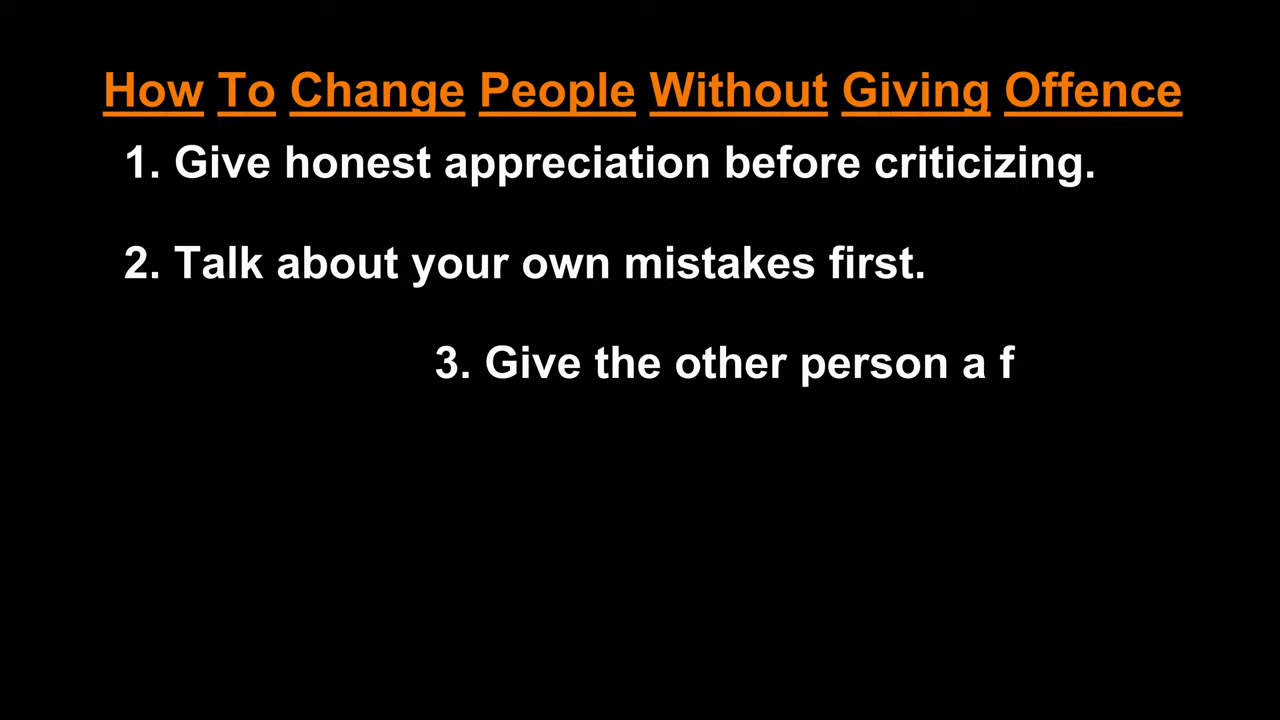 How To Change People Without Giving Offence
1. Give honest appreciation before criticizing.
2. Talk about your own mistakes first.
3. Give the other person a f